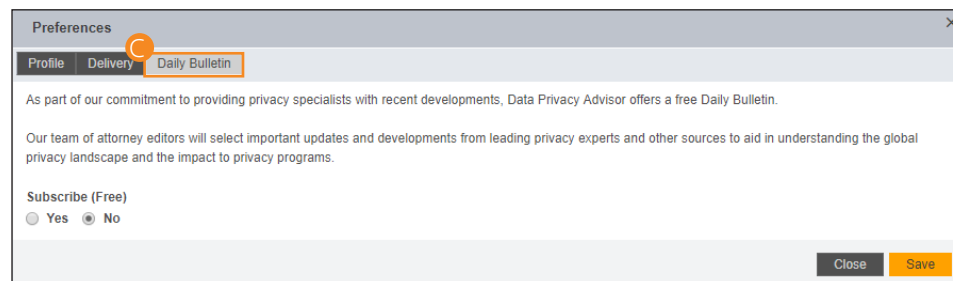 Preferences
×
C
Profile Delivery Daily Bulletin
As part of our commitment to providing privacy specialists with recent developments, Data Privacy Advisor offers a free Daily Bulletin.
Our team of attorney editors will select important updates and developments from leading privacy experts and other sources to aid in understanding the global
privacy landscape and the impact to privacy programs.
Subscribe (Free)
Yes No
Close Save